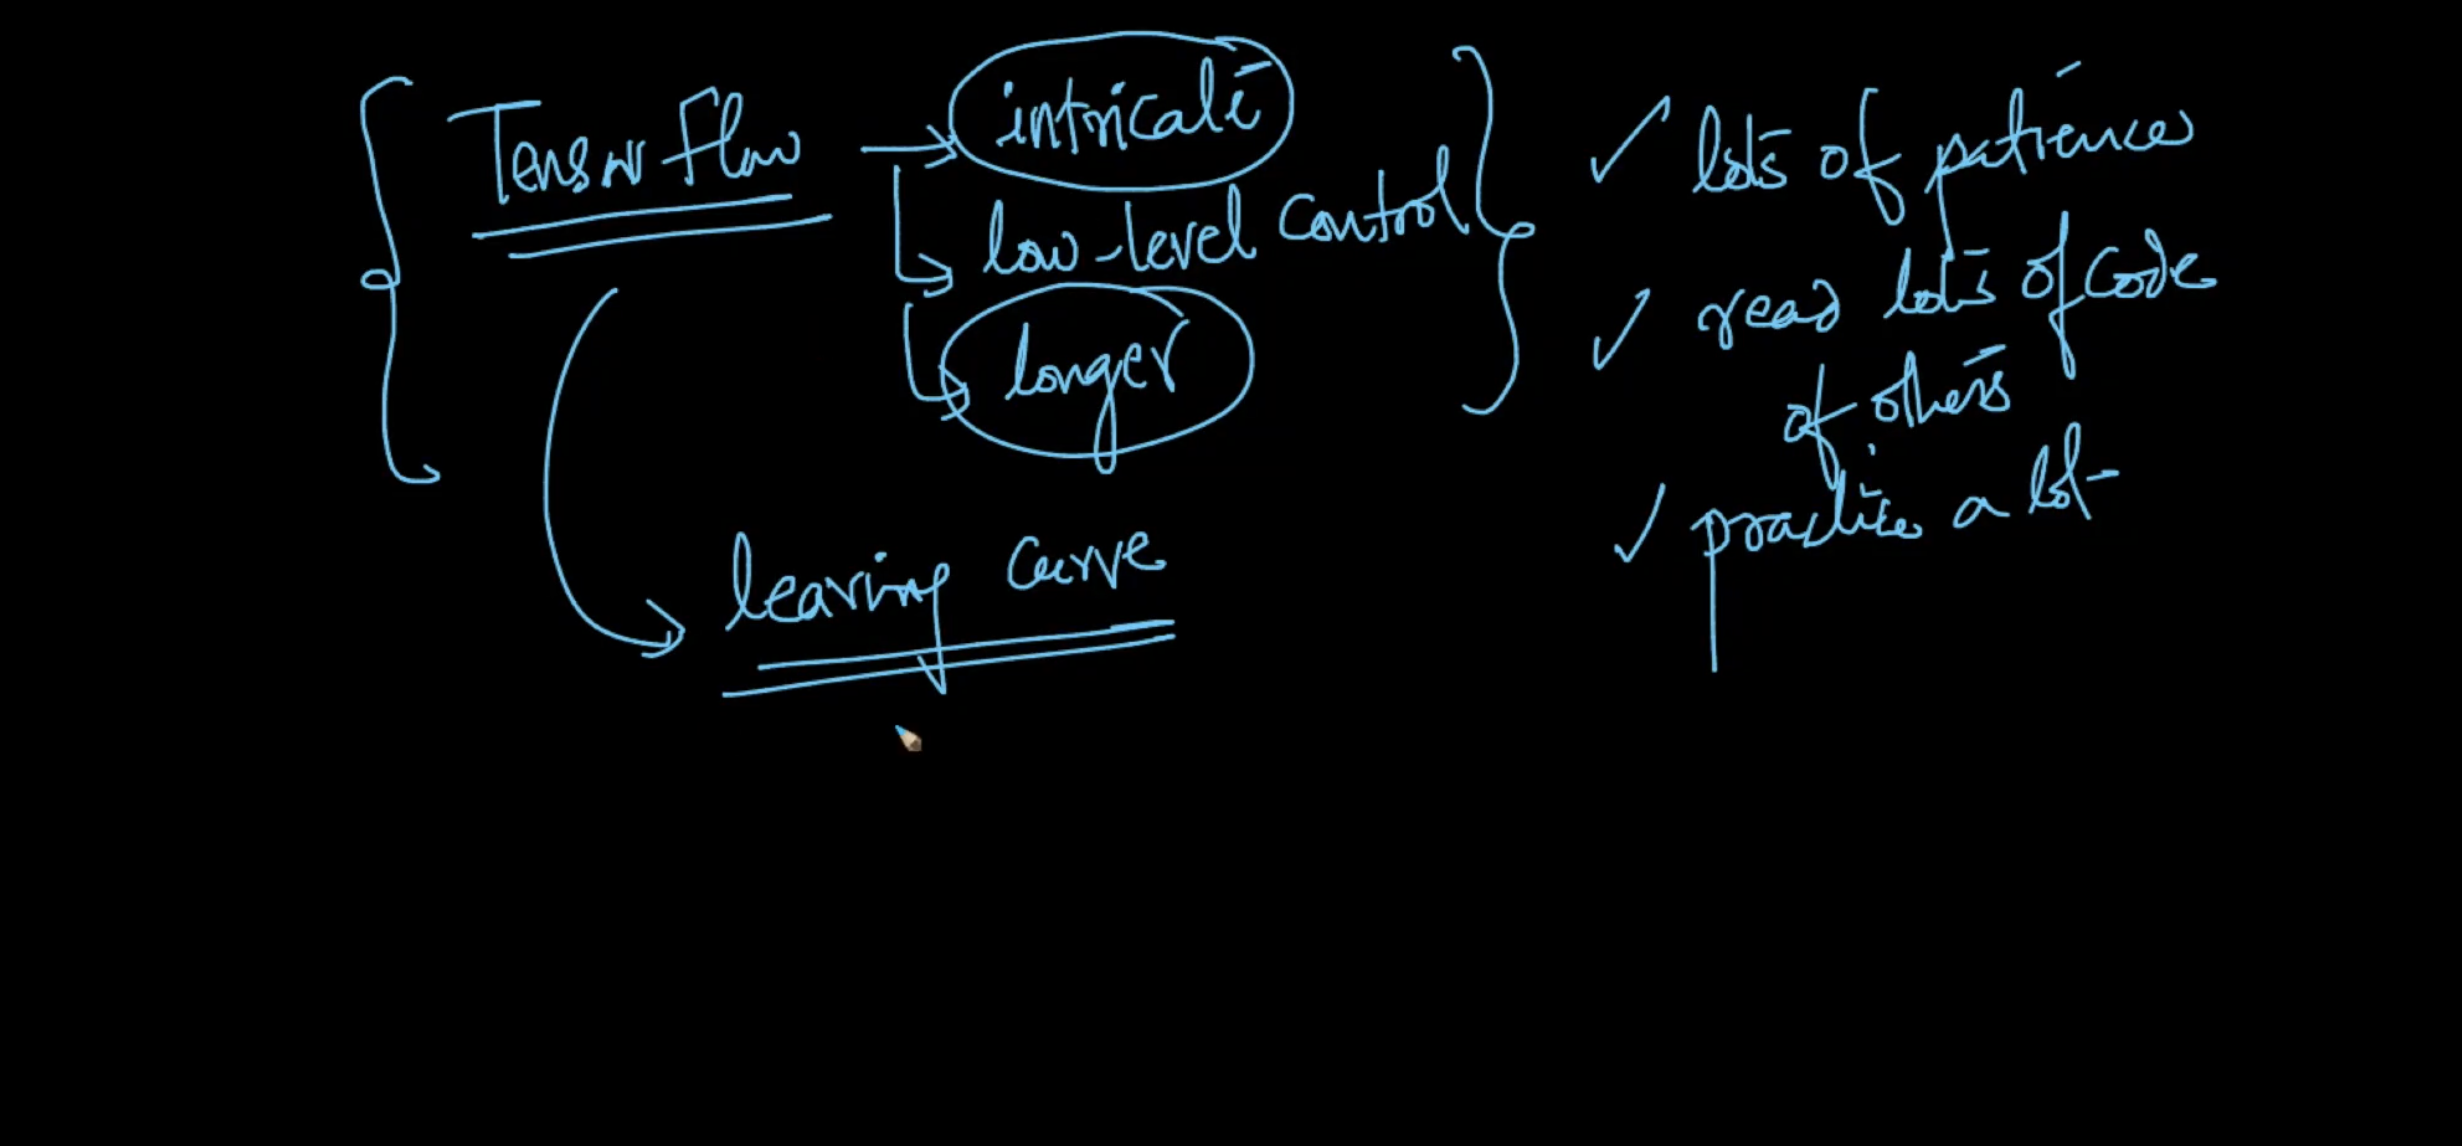 TensorFlow → intricate
low-level control
longer
learning curve
✓ lots of patience
✓ read lots of code
of others
✓ practice a lot